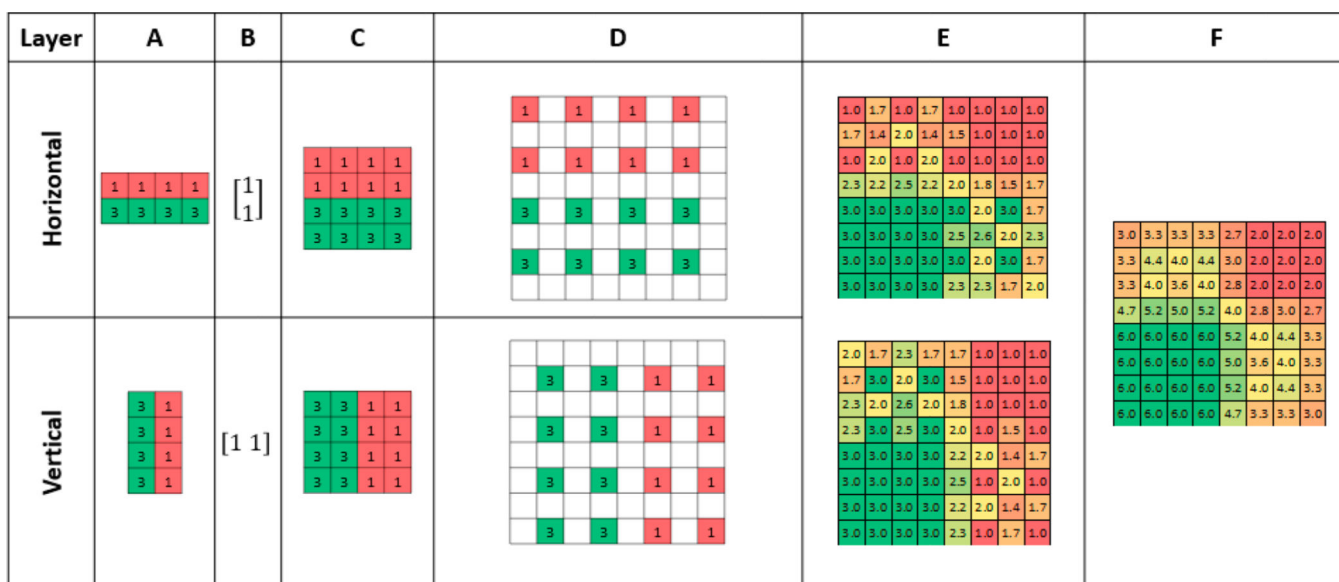 Layer A B C D E F
Horizontal
1 1 1 1
3 3 3 3
[1
1]
1 1 1 1
1 1 1 1
3 3 3 3
3 3 3 3
1 1 1 1
1 1 1 1
3 3 3 3
3 3 3 3
1.0 1.7 1.0 1.7 1.0 1.0 1.0 1.0
1.7 1.4 2.0 1.4 1.5 1.0 1.0 1.0
1.0 2.0 1.0 2.0 1.0 1.0 1.0 1.0
2.3 2.2 2.5 2.2 2.0 1.8 1.5 1.7
3.0 3.0 3.0 3.0 3.0 2.0 3.0 1.7
3.0 3.0 3.0 3.0 2.5 2.6 2.0 2.3
3.0 3.0 3.0 3.0 3.0 2.0 3.0 1.7
3.0 3.0 3.0 3.0 2.3 2.3 1.7 2.0
Vertical
3 1
3 1
3 1
3 1
[1 1]
3 3 1 1
3 3 1 1
3 3 1 1
3 3 1 1
3 3 1 1
3 3 1 1
3 3 1 1
3 3 1 1
2.0 1.7 2.3 1.7 1.7 1.0 1.0 1.0
1.7 3.0 2.0 3.0 1.5 1.0 1.0 1.0
2.3 2.0 2.6 2.0 1.8 1.0 1.0 1.0
2.3 3.0 2.5 3.0 2.0 1.0 1.5 1.0
3.0 3.0 3.0 3.0 2.2 2.0 1.4 1.7
3.0 3.0 3.0 3.0 2.5 1.0 2.0 1.0
3.0 3.0 3.0 3.0 2.2 2.0 1.4 1.7
3.0 3.0 3.0 3.0 2.3 1.0 1.7 1.0
3.0 3.3 3.3 3.3 2.7 2.0 2.0 2.0
3.3 4.4 4.0 4.4 3.0 2.0 2.0 2.0
3.3 4.0 3.6 4.0 2.8 2.0 2.0 2.0
4.7 5.2 5.0 5.2 4.0 2.8 3.0 2.7
6.0 6.0 6.0 6.0 5.2 4.0 4.4 3.3
6.0 6.0 6.0 6.0 5.0 3.6 4.0 3.3
6.0 6.0 6.0 6.0 5.2 4.0 4.4 3.3
6.0 6.0 6.0 6.0 4.7 3.3 3.3 3.0